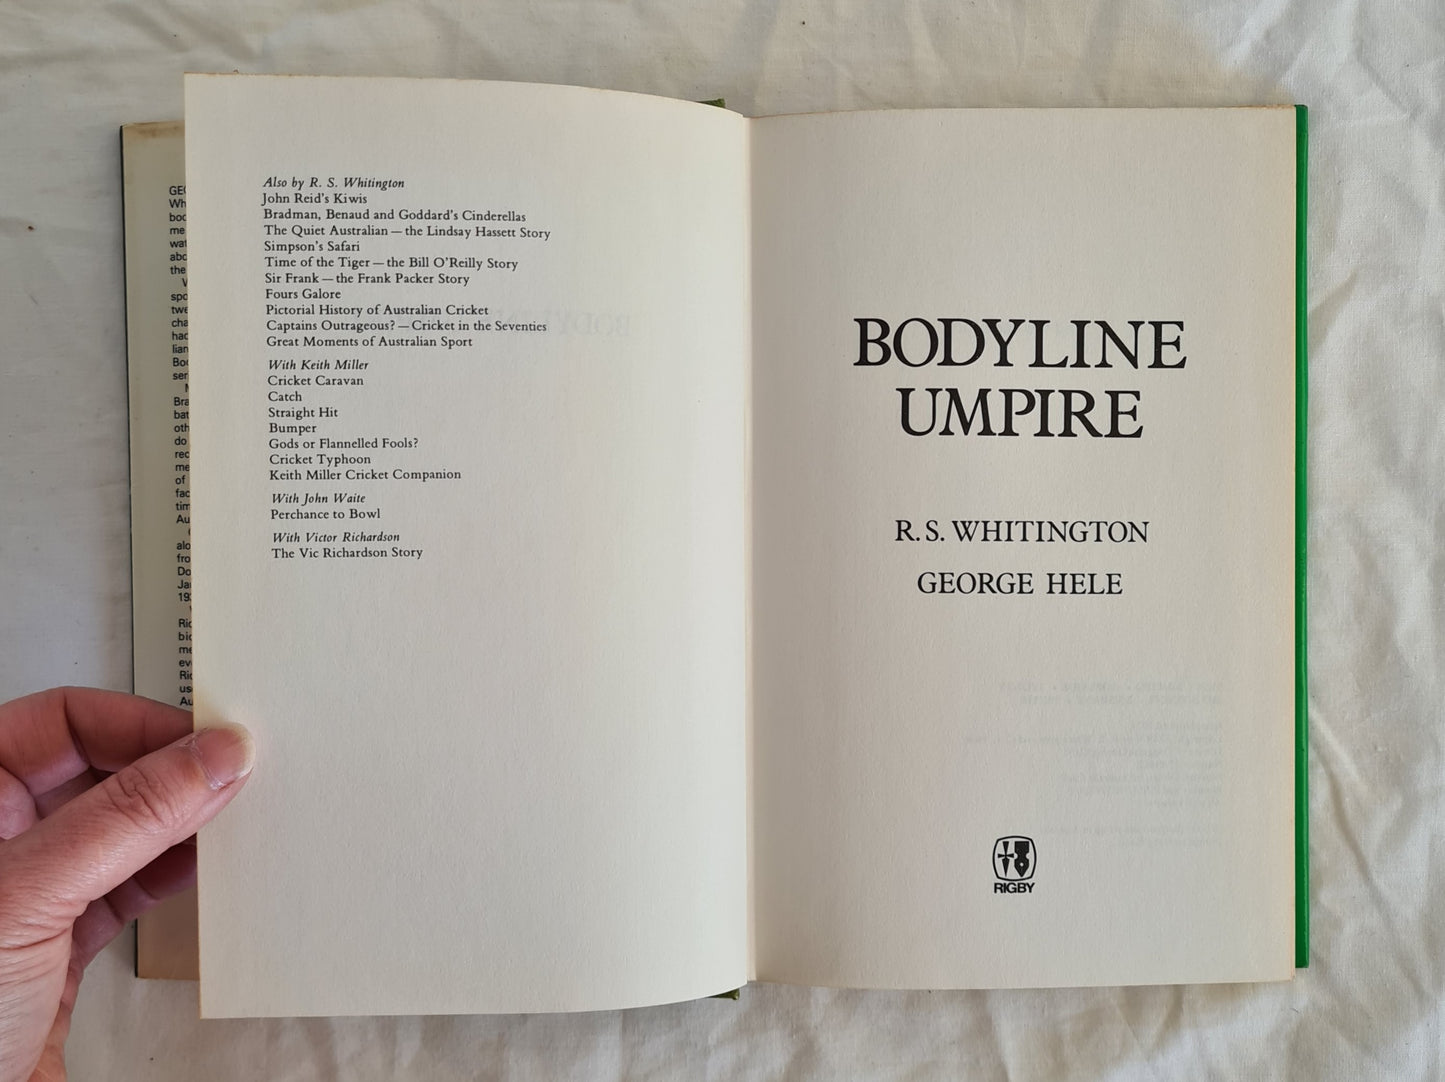 Also by R. S. Whitington
John Reid's Kiwis
Bradman, Benaud and Goddard's Cinderellas
The Quiet Australian — the Lindsay Hassett Story
Simpson's Safari
Time of the Tiger — the Bill O'Reilly Story
Sir Frank — the Frank Packer Story
Fours Galore
Pictorial History of Australian Cricket
Captains Outrageous? — Cricket in the Seventies
Great Moments of Australian Sport
With Keith Miller
Cricket Caravan
Catch
Straight Hit
Bumper
Gods or Flannelled Fools?
Cricket Typhoon
Keith Miller Cricket Companion
With John Waite
Perchance to Bowl
With Victor Richardson
The Vic Richardson Story
BODYLINE
UMPIRE
R. S. WHITINGTON
GEORGE HELE
RIGBY